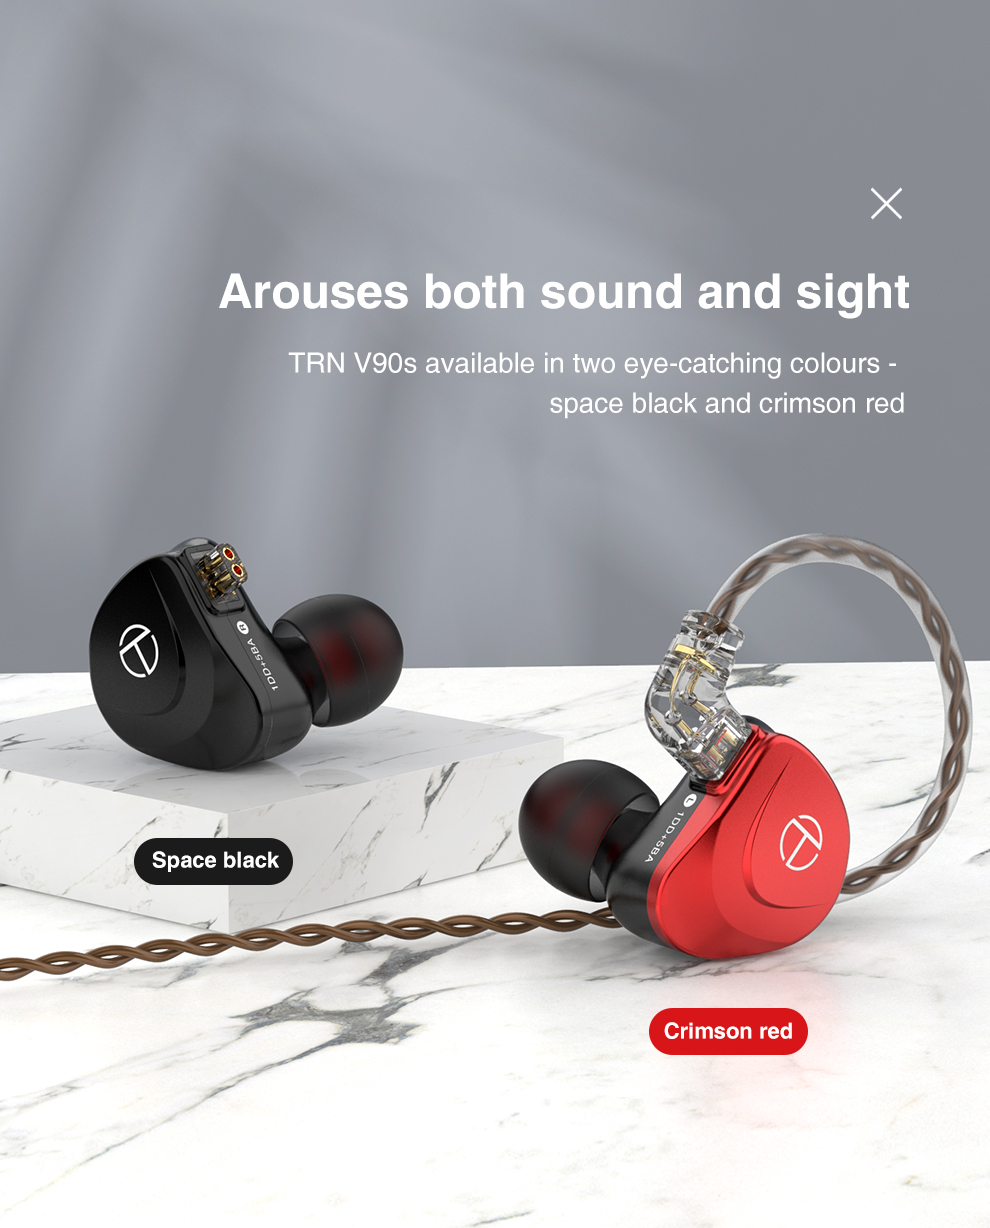 Arouses both sound and sight
TRN V90s available in two eye-catching colours -
space black and crimson red
R 1DD+5BA
Space black
L 1DD+5BA
Crimson red